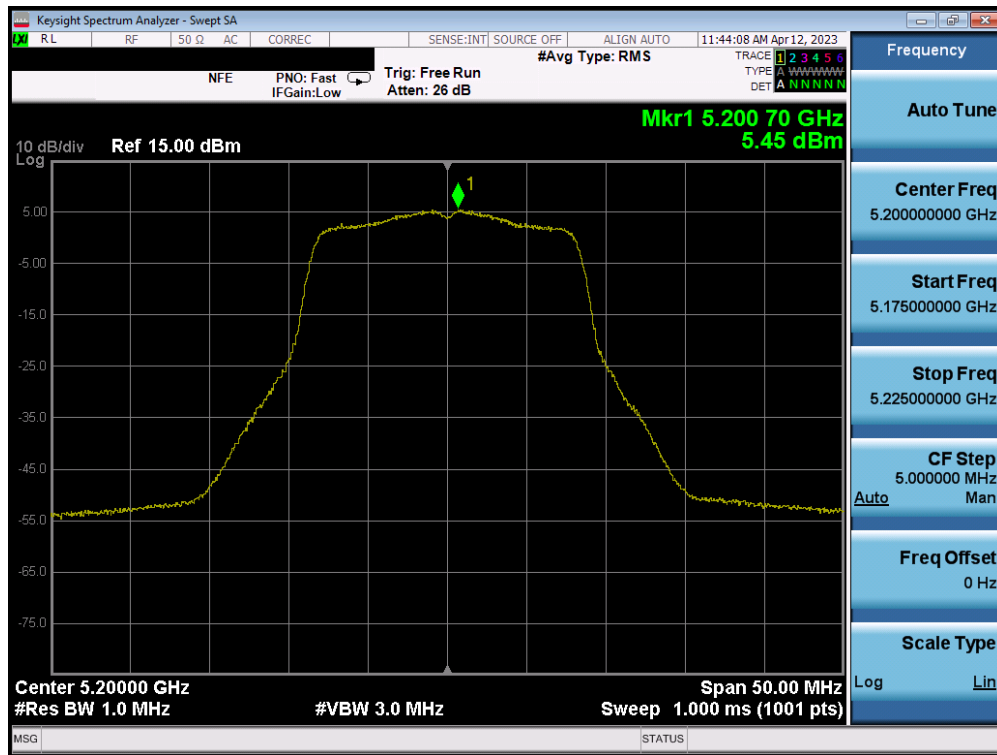 Keysight Spectrum Analyzer - Swept SA
LXI RL RF 50 Ω AC CORREC SENSE:INT SOURCE OFF ALIGN AUTO 11:44:08 AM Apr 12, 2023
#Avg Type: RMS
TRACE 1 2 3 4 5 6
TYPE A WWWWW
DET A N N N N N
NFE PNO: Fast Trig: Free Run
IFGain:Low Atten: 26 dB
Mkr1 5.200 70 GHz
5.45 dBm
10 dB/div Ref 15.00 dBm
Log
1
5.00
-5.00
-15.0
-25.0
-35.0
-45.0
-55.0
-65.0
-75.0
Center 5.20000 GHz Span 50.00 MHz
#Res BW 1.0 MHz #VBW 3.0 MHz Sweep 1.000 ms (1001 pts)
MSG STATUS
Frequency
Auto Tune
Center Freq
5.200000000 GHz
Start Freq
5.175000000 GHz
Stop Freq
5.225000000 GHz
CF Step
5.000000 MHz
Auto Man
Freq Offset
0 Hz
Scale Type
Log Lin